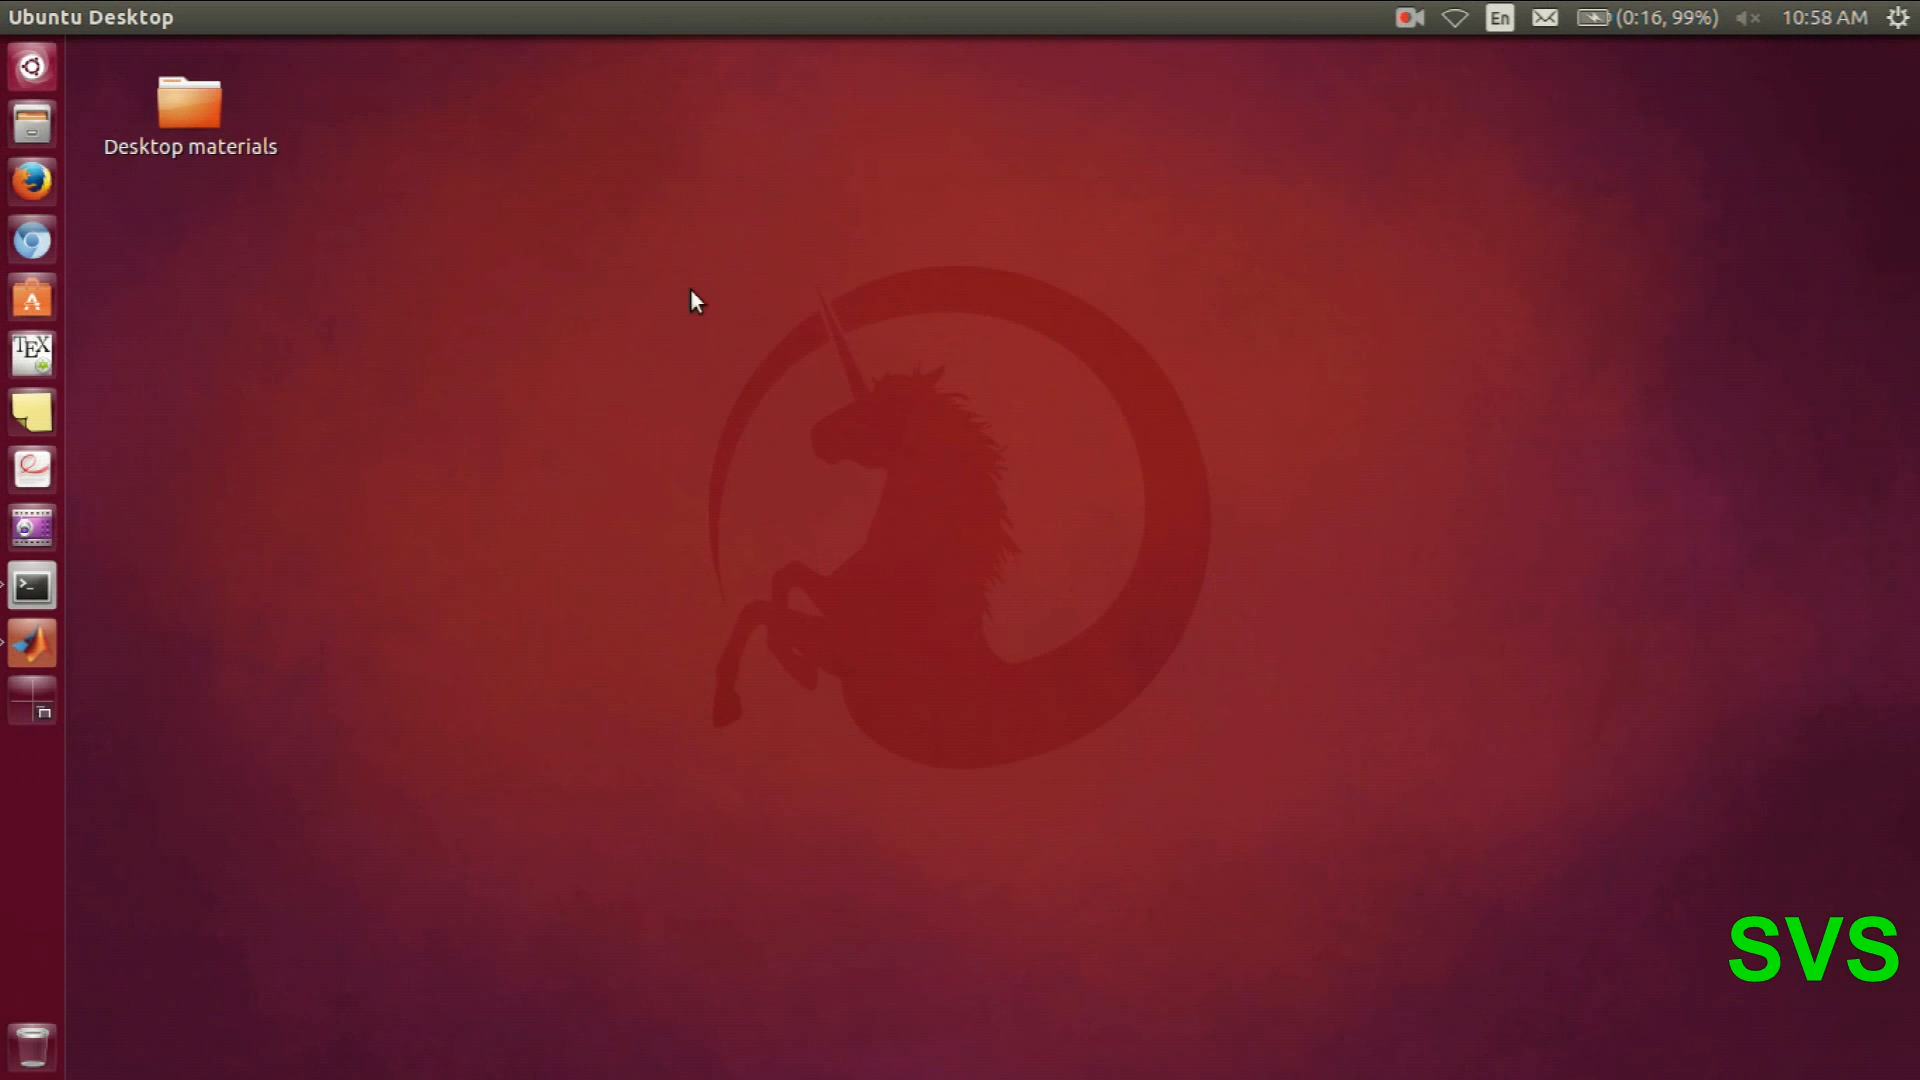 Ubuntu Desktop
En
(0:16, 99%)
10:58 AM
Desktop materials
TEX
SVS